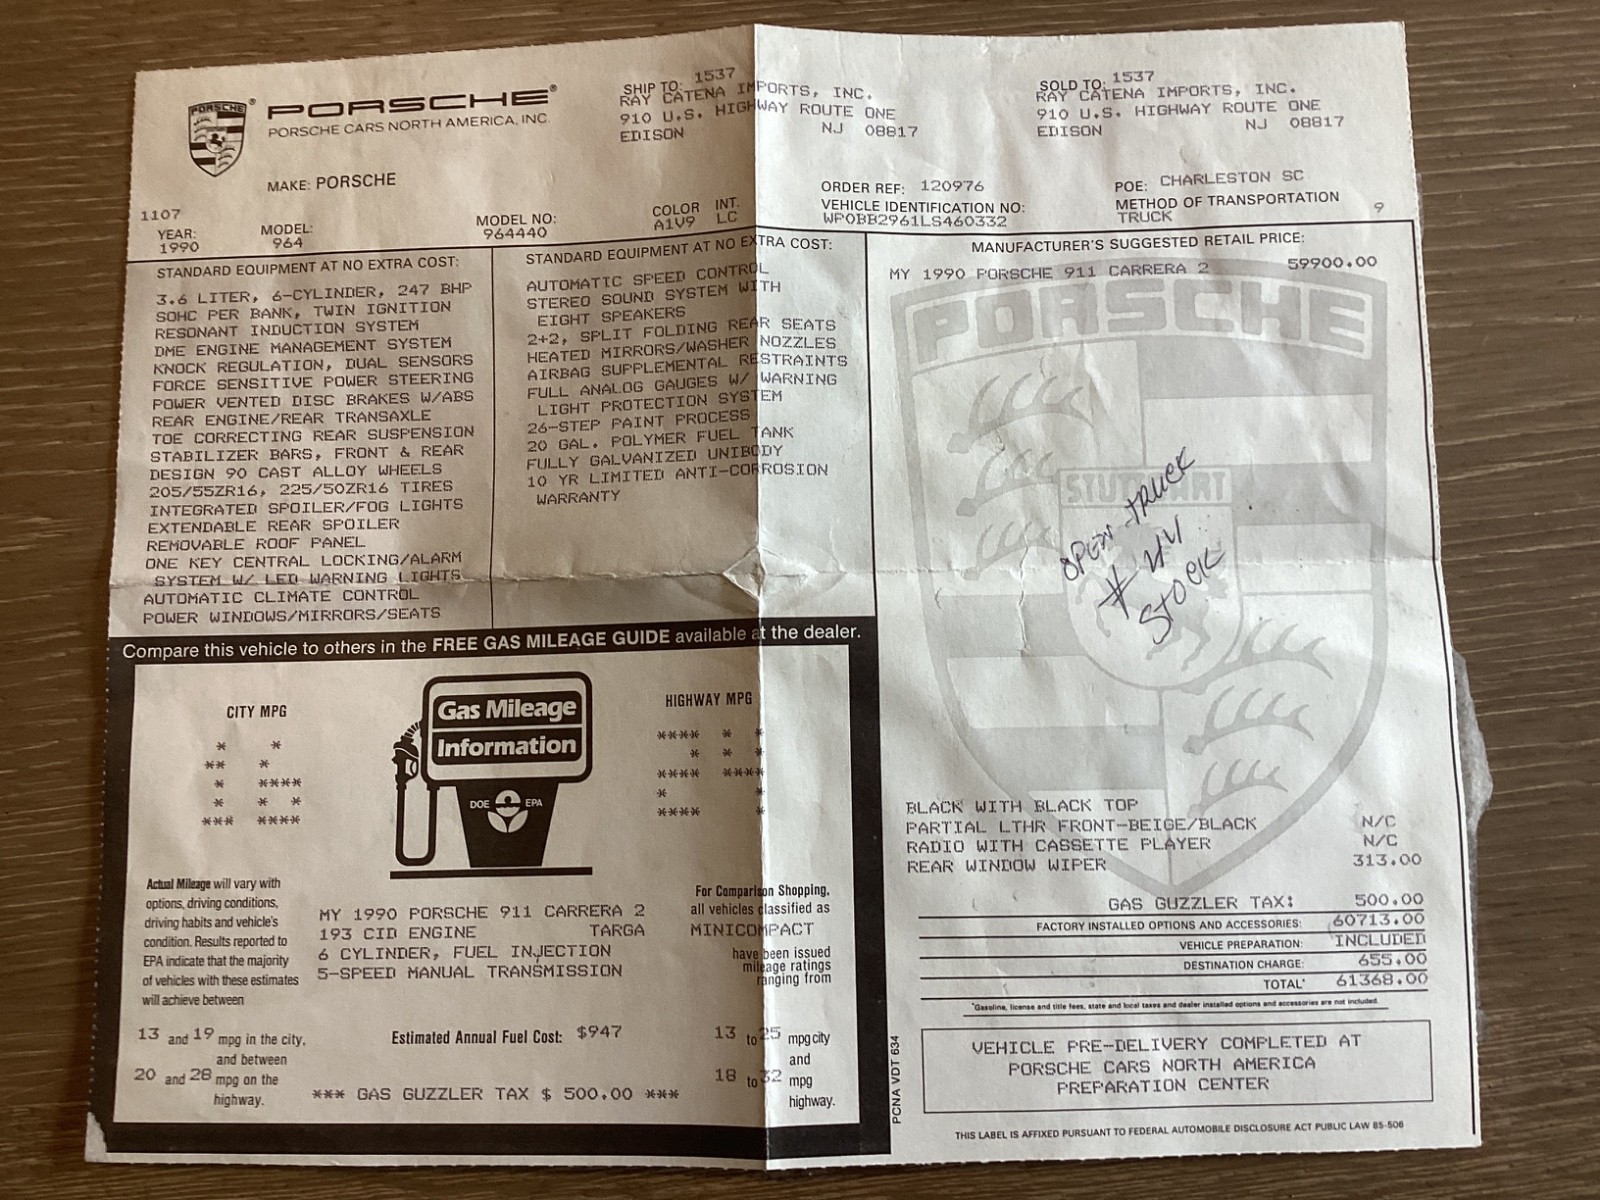 PORSCHE®
PORSCHE®
PORSCHE CARS NORTH AMERICA, INC.
MAKE: PORSCHE
SHIP TO: 1537
RAY CATENA IMPORTS, INC.
910 U.S. HIGHWAY ROUTE ONE
EDISON NJ 08817
SOLD TO: 1537
RAY CATENA IMPORTS, INC.
910 U.S. HIGHWAY ROUTE ONE
EDISON NJ 08817
ORDER REF: 120976
POE: CHARLESTON SC
1107
YEAR: 1990
MODEL: 964
MODEL NO: 964440
COLOR A1V9
INT. LC
VEHICLE IDENTIFICATION NO:
WP0BB2961LS460332
METHOD OF TRANSPORTATION
TRUCK
9
STANDARD EQUIPMENT AT NO EXTRA COST:
3.6 LITER, 6-CYLINDER, 247 BHP
SOHC PER BANK, TWIN IGNITION
RESONANT INDUCTION SYSTEM
DME ENGINE MANAGEMENT SYSTEM
KNOCK REGULATION, DUAL SENSORS
FORCE SENSITIVE POWER STEERING
POWER VENTED DISC BRAKES W/ABS
REAR ENGINE/REAR TRANSAXLE
TOE CORRECTING REAR SUSPENSION
STABILIZER BARS, FRONT & REAR
DESIGN 90 CAST ALLOY WHEELS
205/55ZR16, 225/50ZR16 TIRES
INTEGRATED SPOILER/FOG LIGHTS
EXTENDABLE REAR SPOILER
REMOVABLE ROOF PANEL
ONE KEY CENTRAL LOCKING/ALARM
SYSTEM W/ LED WARNING LIGHTS
AUTOMATIC CLIMATE CONTROL
POWER WINDOWS/MIRRORS/SEATS
STANDARD EQUIPMENT AT NO EXTRA COST:
AUTOMATIC SPEED CONTROL
STEREO SOUND SYSTEM WITH
EIGHT SPEAKERS
2+2, SPLIT FOLDING REAR SEATS
HEATED MIRRORS/WASHER NOZZLES
AIRBAG SUPPLEMENTAL RESTRAINTS
FULL ANALOG GAUGES W/ WARNING
LIGHT PROTECTION SYSTEM
26-STEP PAINT PROCESS
20 GAL. POLYMER FUEL TANK
FULLY GALVANIZED UNIBODY
10 YR LIMITED ANTI-CORROSION
WARRANTY
MANUFACTURER'S SUGGESTED RETAIL PRICE:
MY 1990 PORSCHE 911 CARRERA 2 59900.00
PORSCHE
STUTTGART
OPEN TRUCK
STOCK
BLACK WITH BLACK TOP
PARTIAL LTHR FRONT-BEIGE/BLACK N/C
RADIO WITH CASSETTE PLAYER N/C
REAR WINDOW WIPER 313.00
GAS GUZZLER TAX: 500.00
FACTORY INSTALLED OPTIONS AND ACCESSORIES: 60713.00
VEHICLE PREPARATION: INCLUDED
DESTINATION CHARGE: 655.00
TOTAL* 61368.00
*Gasoline, license and title fees, state and local taxes and dealer installed options and accessories are not included.
VEHICLE PRE-DELIVERY COMPLETED AT
PORSCHE CARS NORTH AMERICA
PREPARATION CENTER
THIS LABEL IS AFFIXED PURSUANT TO FEDERAL AUTOMOBILE DISCLOSURE ACT PUBLIC LAW 85-506
PCNA VDT 634
Compare this vehicle to others in the FREE GAS MILEAGE GUIDE available at the dealer.
CITY MPG
16
Gas Mileage
Information
DOE EPA
HIGHWAY MPG
24
Actual Mileage will vary with
options, driving conditions,
driving habits and vehicle's
condition. Results reported to
EPA indicate that the majority
of vehicles with these estimates
will achieve between
13 and 19 mpg in the city,
and between
20 and 28 mpg on the
highway.
MY 1990 PORSCHE 911 CARRERA 2
193 CID ENGINE TARGA
6 CYLINDER, FUEL INJECTION
5-SPEED MANUAL TRANSMISSION
Estimated Annual Fuel Cost: $947
*** GAS GUZZLER TAX $ 500.00 ***
For Comparison Shopping,
all vehicles classified as
MINICOMPACT
have been issued
mileage ratings
ranging from
13 to 25 mpg city
and
18 to 32 mpg
highway.